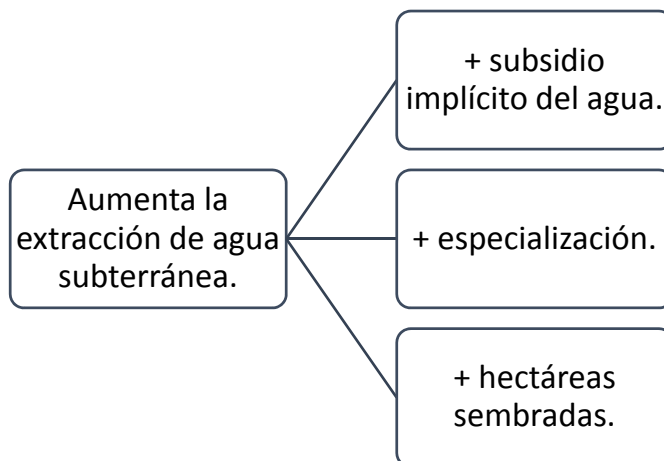 Aumenta la
extracción de agua
subterránea.
+ subsidio
implícito del agua.
+ especialización.
+ hectáreas
sembradas.